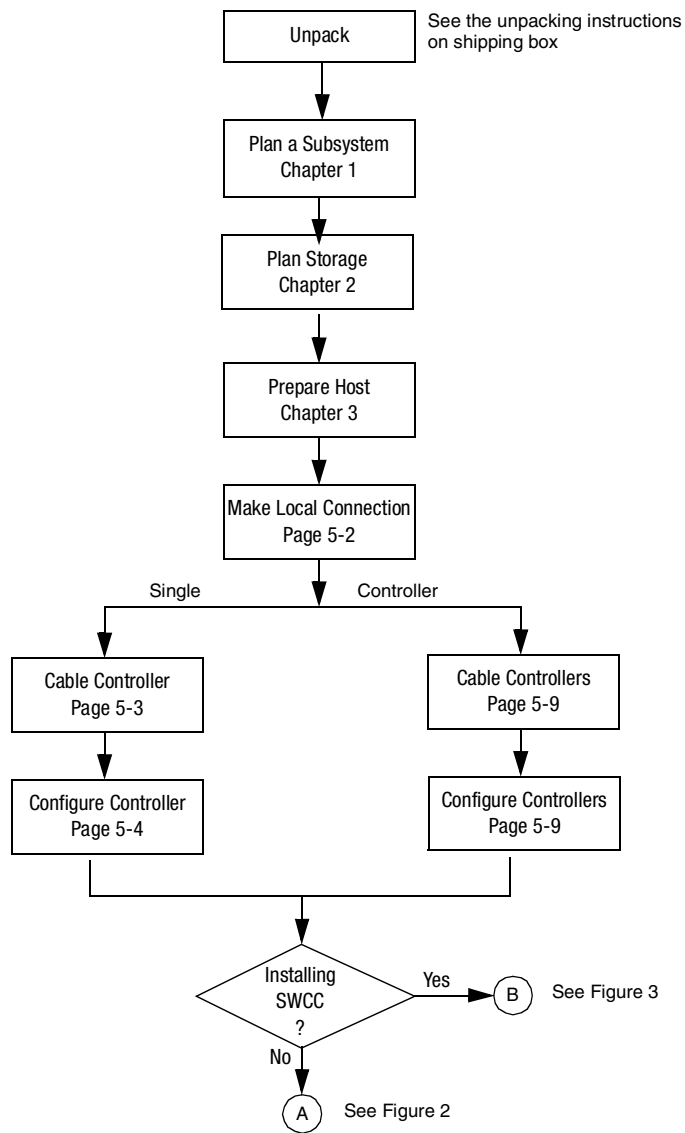 Unpack
See the unpacking instructions
on shipping box
Plan a Subsystem
Chapter 1
Plan Storage
Chapter 2
Prepare Host
Chapter 3
Make Local Connection
Page 5-2
Single
Controller
Cable Controller
Page 5-3
Cable Controllers
Page 5-9
Configure Controller
Page 5-4
Configure Controllers
Page 5-9
Installing
SWCC
?
Yes
B
See Figure 3
No
A
See Figure 2